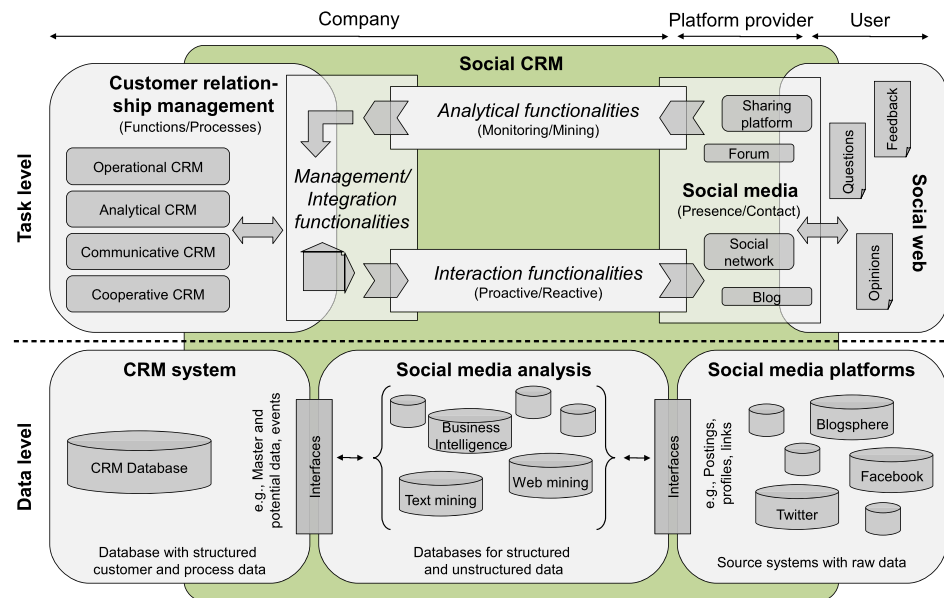 Company
Platform provider
User
Social CRM
Task level
Customer relation-
ship management
(Functions/Processes)
Operational CRM
Analytical CRM
Communicative CRM
Cooperative CRM
Management/
Integration
functionalities
Analytical functionalities
(Monitoring/Mining)
Interaction functionalities
(Proactive/Reactive)
Sharing
platform
Forum
Social media
(Presence/Contact)
Social
network
Blog
Feedback
Questions
Opinions
Social web
Data level
CRM system
CRM Database
e.g., Master and
potential data, events
Database with structured
customer and process data
Interfaces
Social media analysis
Business
Intelligence
Text mining
Web mining
Databases for structured
and unstructured data
Interfaces
Social media platforms
e.g., Postings,
profiles, links
Blogsphere
Facebook
Twitter
Source systems with raw data